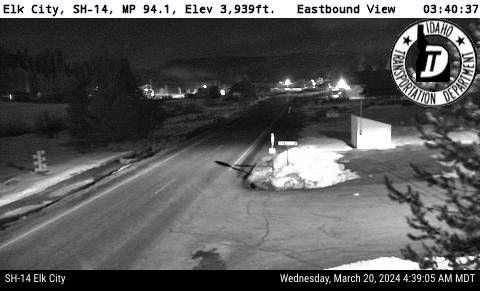 Elk City, SH-14, MP 94.1, Elev 3,939ft. Eastbound View 03:40:37
IDAHO
TRANSPORTATION DEPARTMENT
SH-14 Elk City Wednesday, March 20, 2024 4:39:05 AM MDT